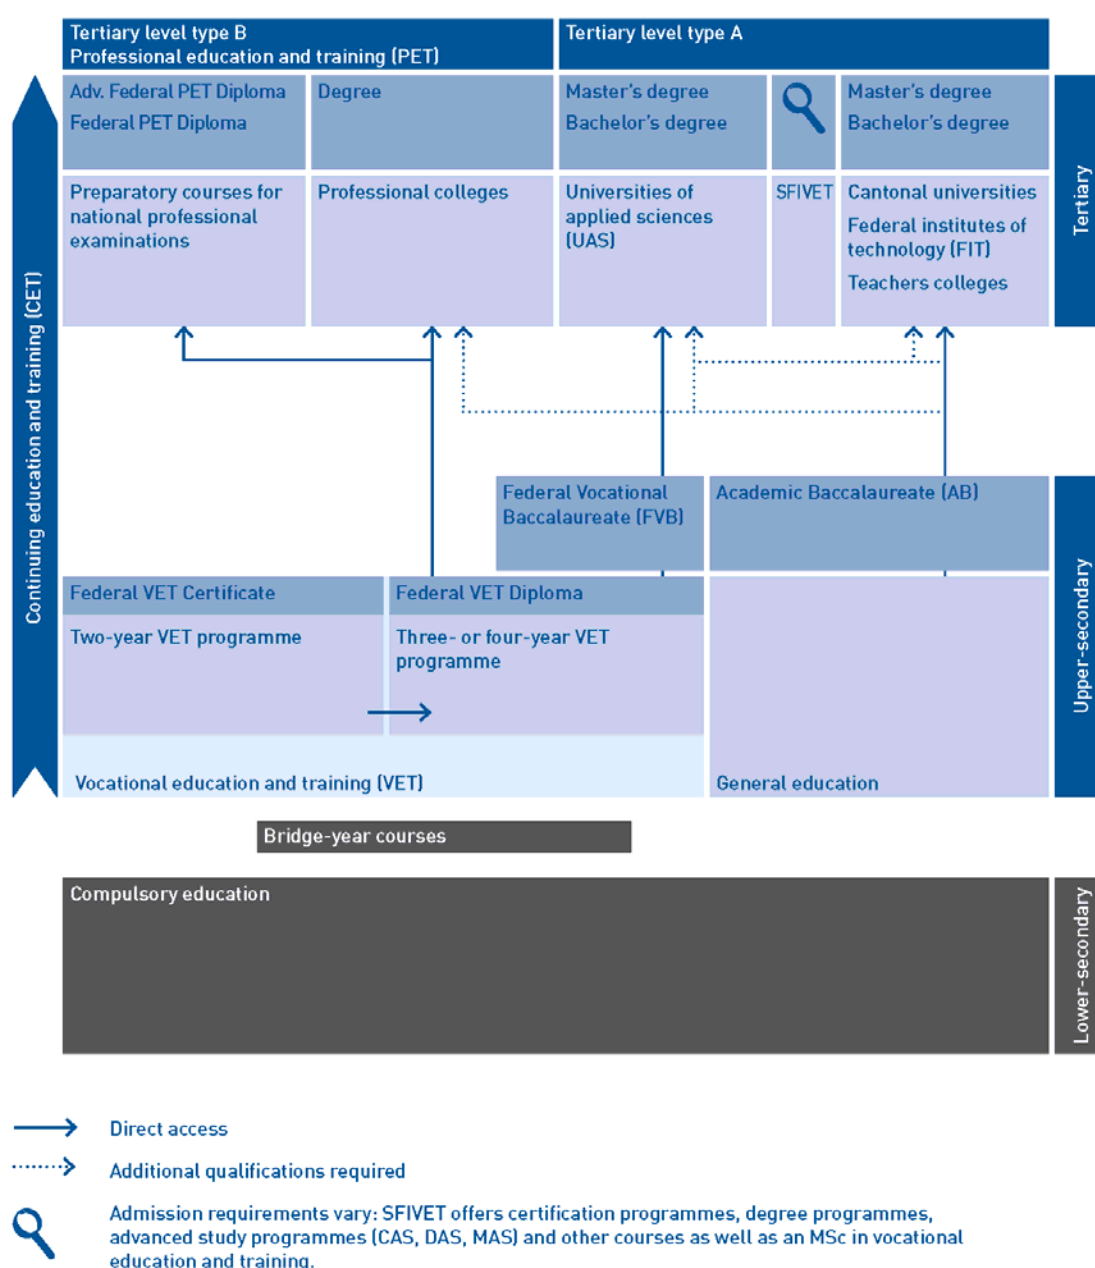 Tertiary level type B
Professional education and training (PET)
Tertiary level type A
Adv. Federal PET Diploma
Federal PET Diploma
Degree
Master's degree
Bachelor's degree
Master's degree
Bachelor's degree
Preparatory courses for
national professional
examinations
Professional colleges
Universities of
applied sciences
(UAS)
SFIVET
Cantonal universities
Federal institutes of
technology (FIT)
Teachers colleges
Tertiary
Continuing education and training (CET)
Federal Vocational
Baccalaureate (FVB)
Academic Baccalaureate (AB)
Federal VET Certificate
Federal VET Diploma
Two-year VET programme
Three- or four-year VET
programme
Vocational education and training (VET)
General education
Upper-secondary
Bridge-year courses
Compulsory education
Lower-secondary
Direct access
Additional qualifications required
Admission requirements vary: SFIVET offers certification programmes, degree programmes,
advanced study programmes (CAS, DAS, MAS) and other courses as well as an MSc in vocational
education and training.